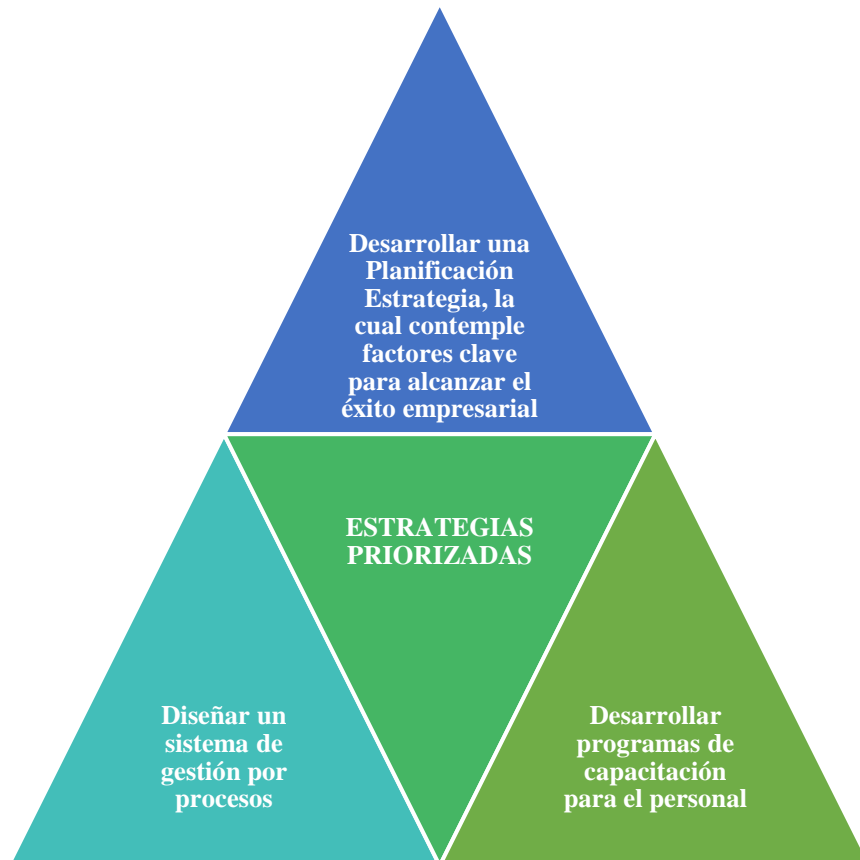 Desarrollar una
Planificación
Estrategia, la
cual contemple
factores clave
para alcanzar el
éxito empresarial
ESTRATEGIAS
PRIORIZADAS
Diseñar un
sistema de
gestión por
procesos
Desarrollar
programas de
capacitación
para el personal